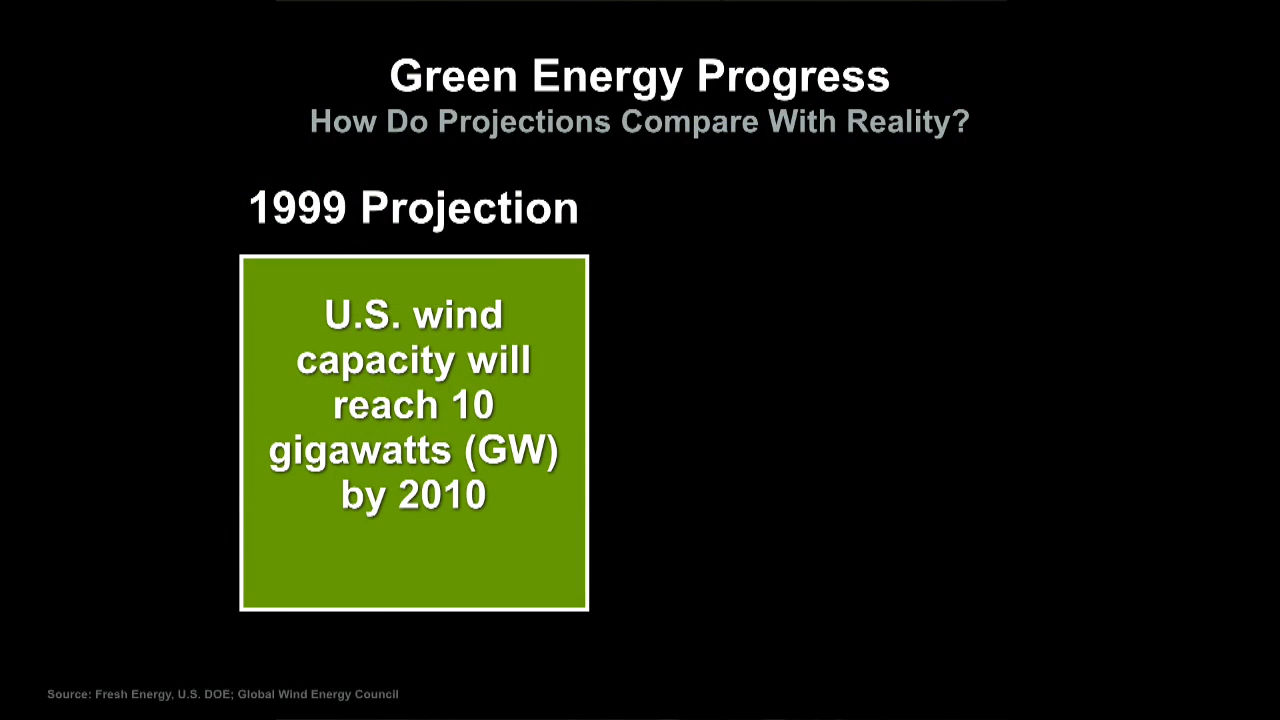 Green Energy Progress
How Do Projections Compare With Reality?
1999 Projection
U.S. wind
capacity will
reach 10
gigawatts (GW)
by 2010
Source: Fresh Energy, U.S. DOE; Global Wind Energy Council